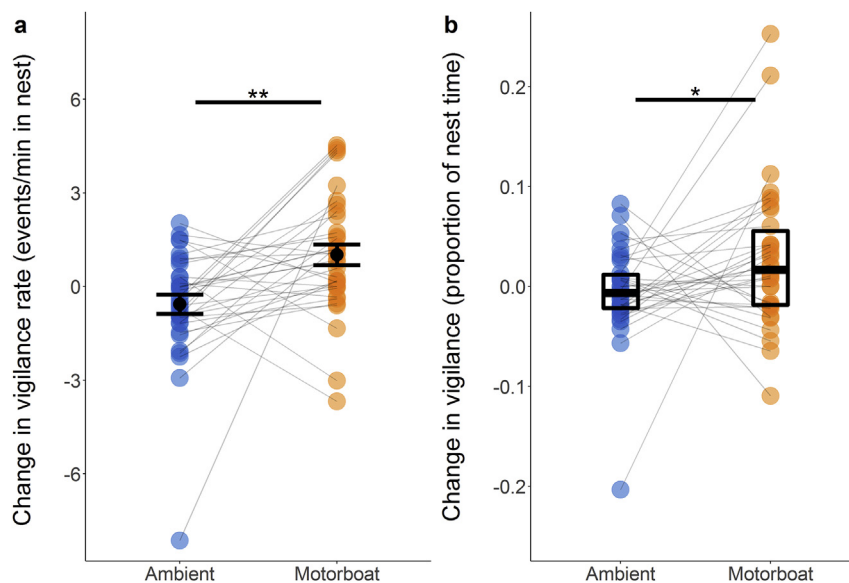 a
Change in vigilance rate (events/min in nest)
6
3
0
-3
-6
**
Ambient
Motorboat
b
Change in vigilance (proportion of nest time)
0.2
0.1
0.0
-0.1
-0.2
*
Ambient
Motorboat